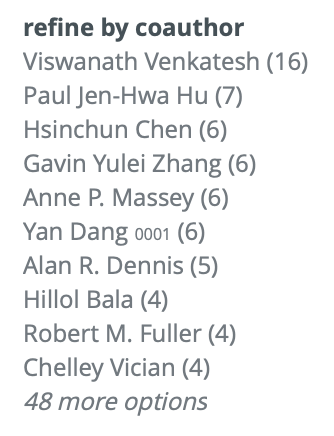 refine by coauthor
Viswanath Venkatesh (16)
Paul Jen-Hwa Hu (7)
Hsinchun Chen (6)
Gavin Yulei Zhang (6)
Anne P. Massey (6)
Yan Dang 0001 (6)
Alan R. Dennis (5)
Hillol Bala (4)
Robert M. Fuller (4)
Chelley Vician (4)
48 more options